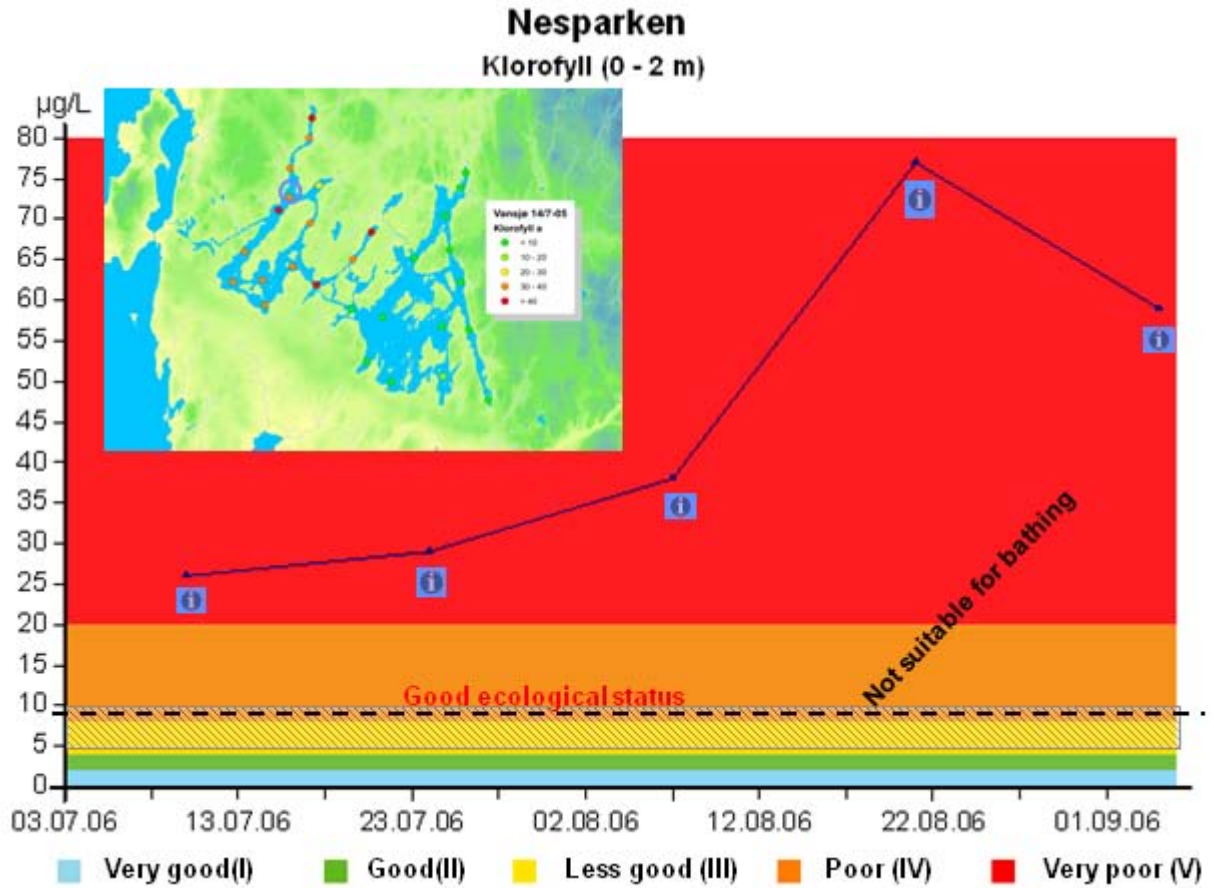 Nesparken
Klorofyll (0 - 2 m)
µg/L
80
75
70
65
60
55
50
45
40
35
30
25
20
15
10
5
0
Vansjø 14/7-05
Klorofyll a
< 10
10 - 20
20 - 30
30 - 40
> 40
i
i
i
i
i
Not suitable for bathing
Good ecological status
03.07.06 13.07.06 23.07.06 02.08.06 12.08.06 22.08.06 01.09.06
Very good(I) Good(II) Less good (III) Poor (IV) Very poor (V)